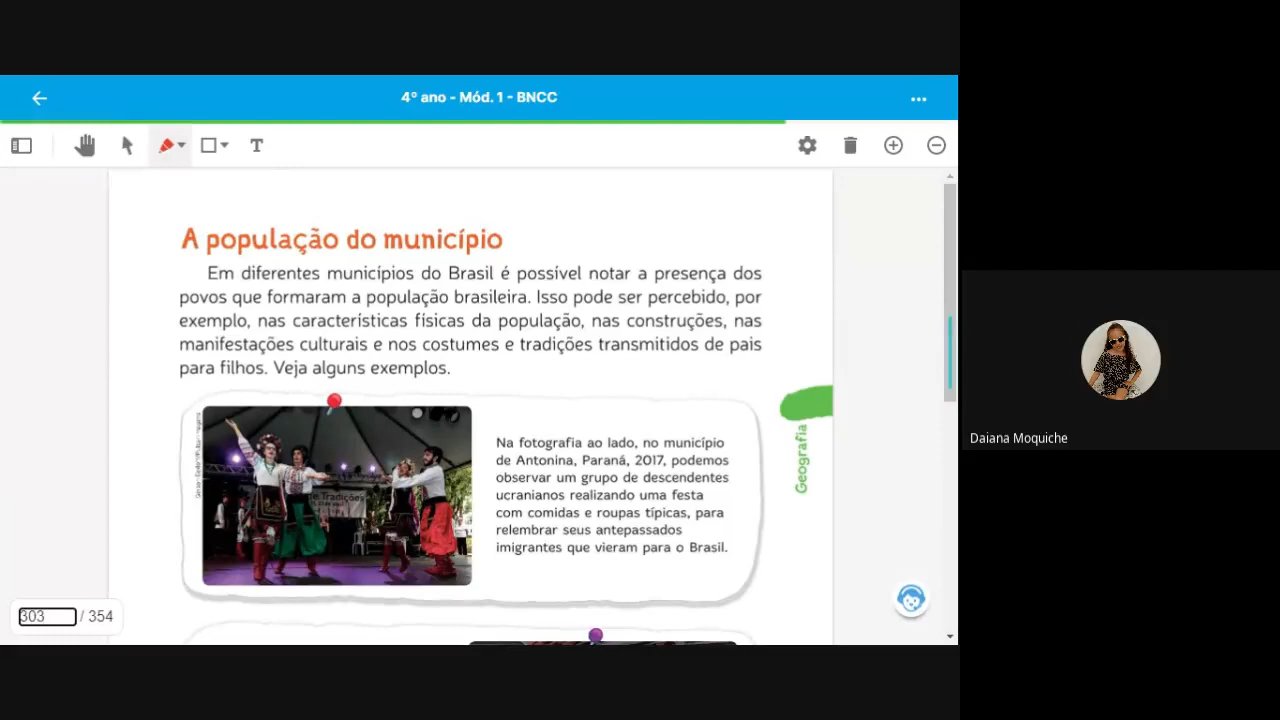 4º ano - Mód. 1 - BNCC
T
A população do município
Em diferentes municípios do Brasil é possível notar a presença dos
povos que formaram a população brasileira. Isso pode ser percebido, por
exemplo, nas características físicas da população, nas construções, nas
manifestações culturais e nos costumes e tradições transmitidos de pais
para filhos. Veja alguns exemplos.
Na fotografia ao lado, no município
de Antonina, Paraná, 2017, podemos
observar um grupo de descendentes
ucranianos realizando uma festa
com comidas e roupas típicas, para
relembrar seus antepassados
imigrantes que vieram para o Brasil.
e Tradições
Geografia
303 / 354
Daiana Moquiche